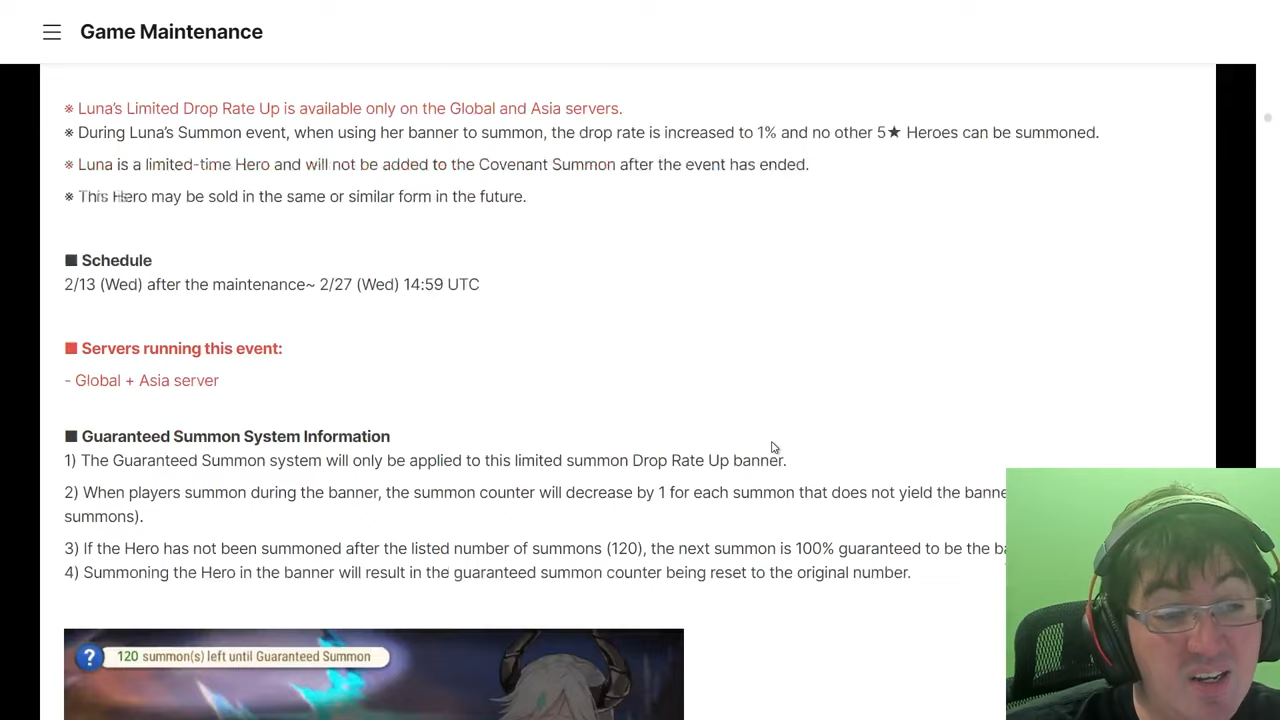 Game Maintenance
※ Luna's Limited Drop Rate Up is available only on the Global and Asia servers.
※ During Luna's Summon event, when using her banner to summon, the drop rate is increased to 1% and no other 5★ Heroes can be summoned.
※ Luna is a limited-time Hero and will not be added to the Covenant Summon after the event has ended.
※ This Hero may be sold in the same or similar form in the future.
■ Schedule
2/13 (Wed) after the maintenance~ 2/27 (Wed) 14:59 UTC
■ Servers running this event:
- Global + Asia server
■ Guaranteed Summon System Information
1) The Guaranteed Summon system will only be applied to this limited summon Drop Rate Up banner.
2) When players summon during the banner, the summon counter will decrease by 1 for each summon that does not yield the
summons).
3) If the Hero has not been summoned after the listed number of summons (120), the next summon is 100% guaranteed to be the
4) Summoning the Hero in the banner will result in the guaranteed summon counter being reset to the original number.
? 120 summon(s) left until Guaranteed Summon